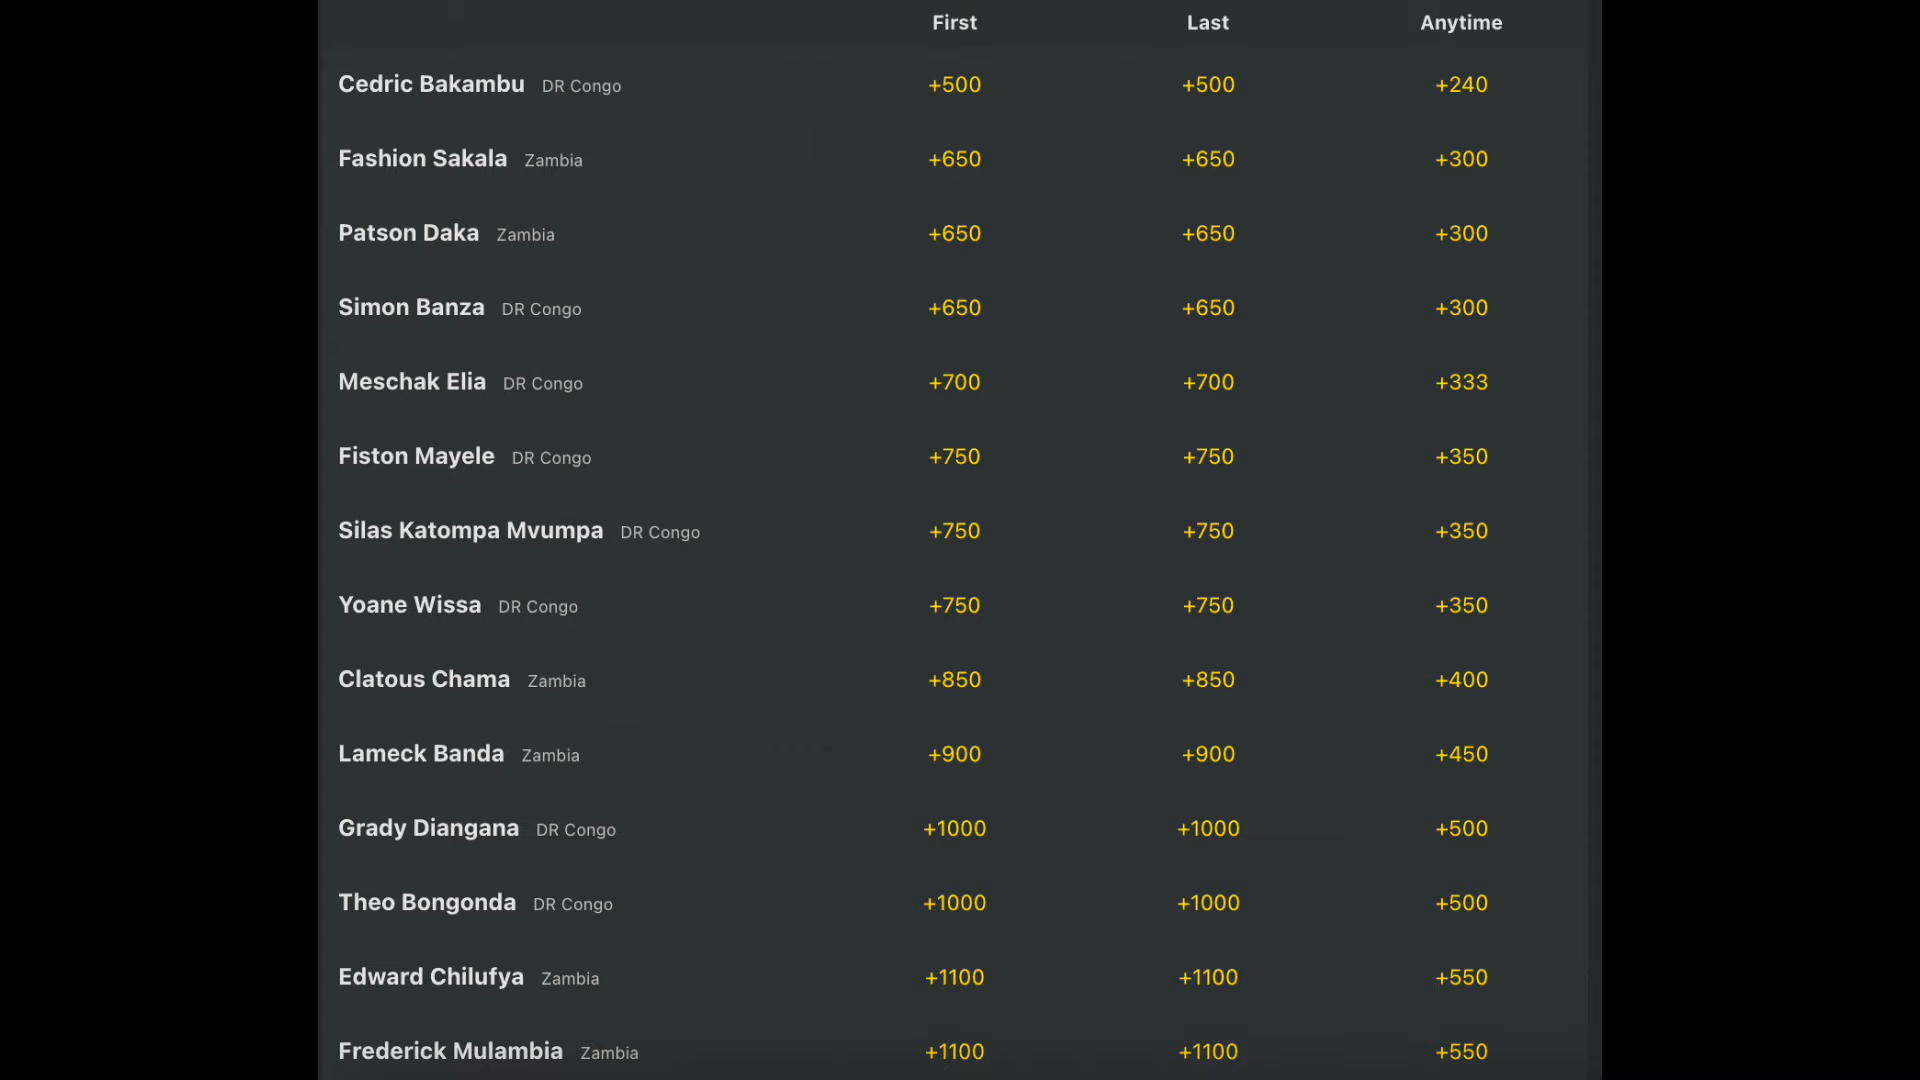 First Last Anytime
Cedric Bakambu DR Congo +500 +500 +240
Fashion Sakala Zambia +650 +650 +300
Patson Daka Zambia +650 +650 +300
Simon Banza DR Congo +650 +650 +300
Meschak Elia DR Congo +700 +700 +333
Fiston Mayele DR Congo +750 +750 +350
Silas Katompa Mvumpa DR Congo +750 +750 +350
Yoane Wissa DR Congo +750 +750 +350
Clatous Chama Zambia +850 +850 +400
Lameck Banda Zambia +900 +900 +450
Grady Diangana DR Congo +1000 +1000 +500
Theo Bongonda DR Congo +1000 +1000 +500
Edward Chilufya Zambia +1100 +1100 +550
Frederick Mulambia Zambia +1100 +1100 +550